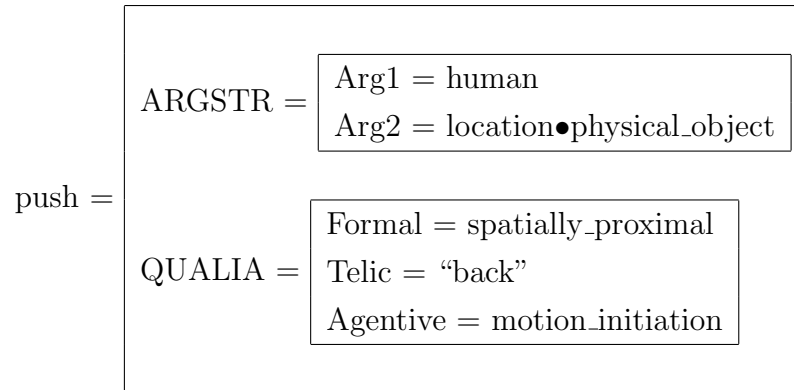 ARGSTR =
Arg1 = human
Arg2 = location●physical_object
push =
QUALIA =
Formal = spatially_proximal
Telic = “back”
Agentive = motion_initiation